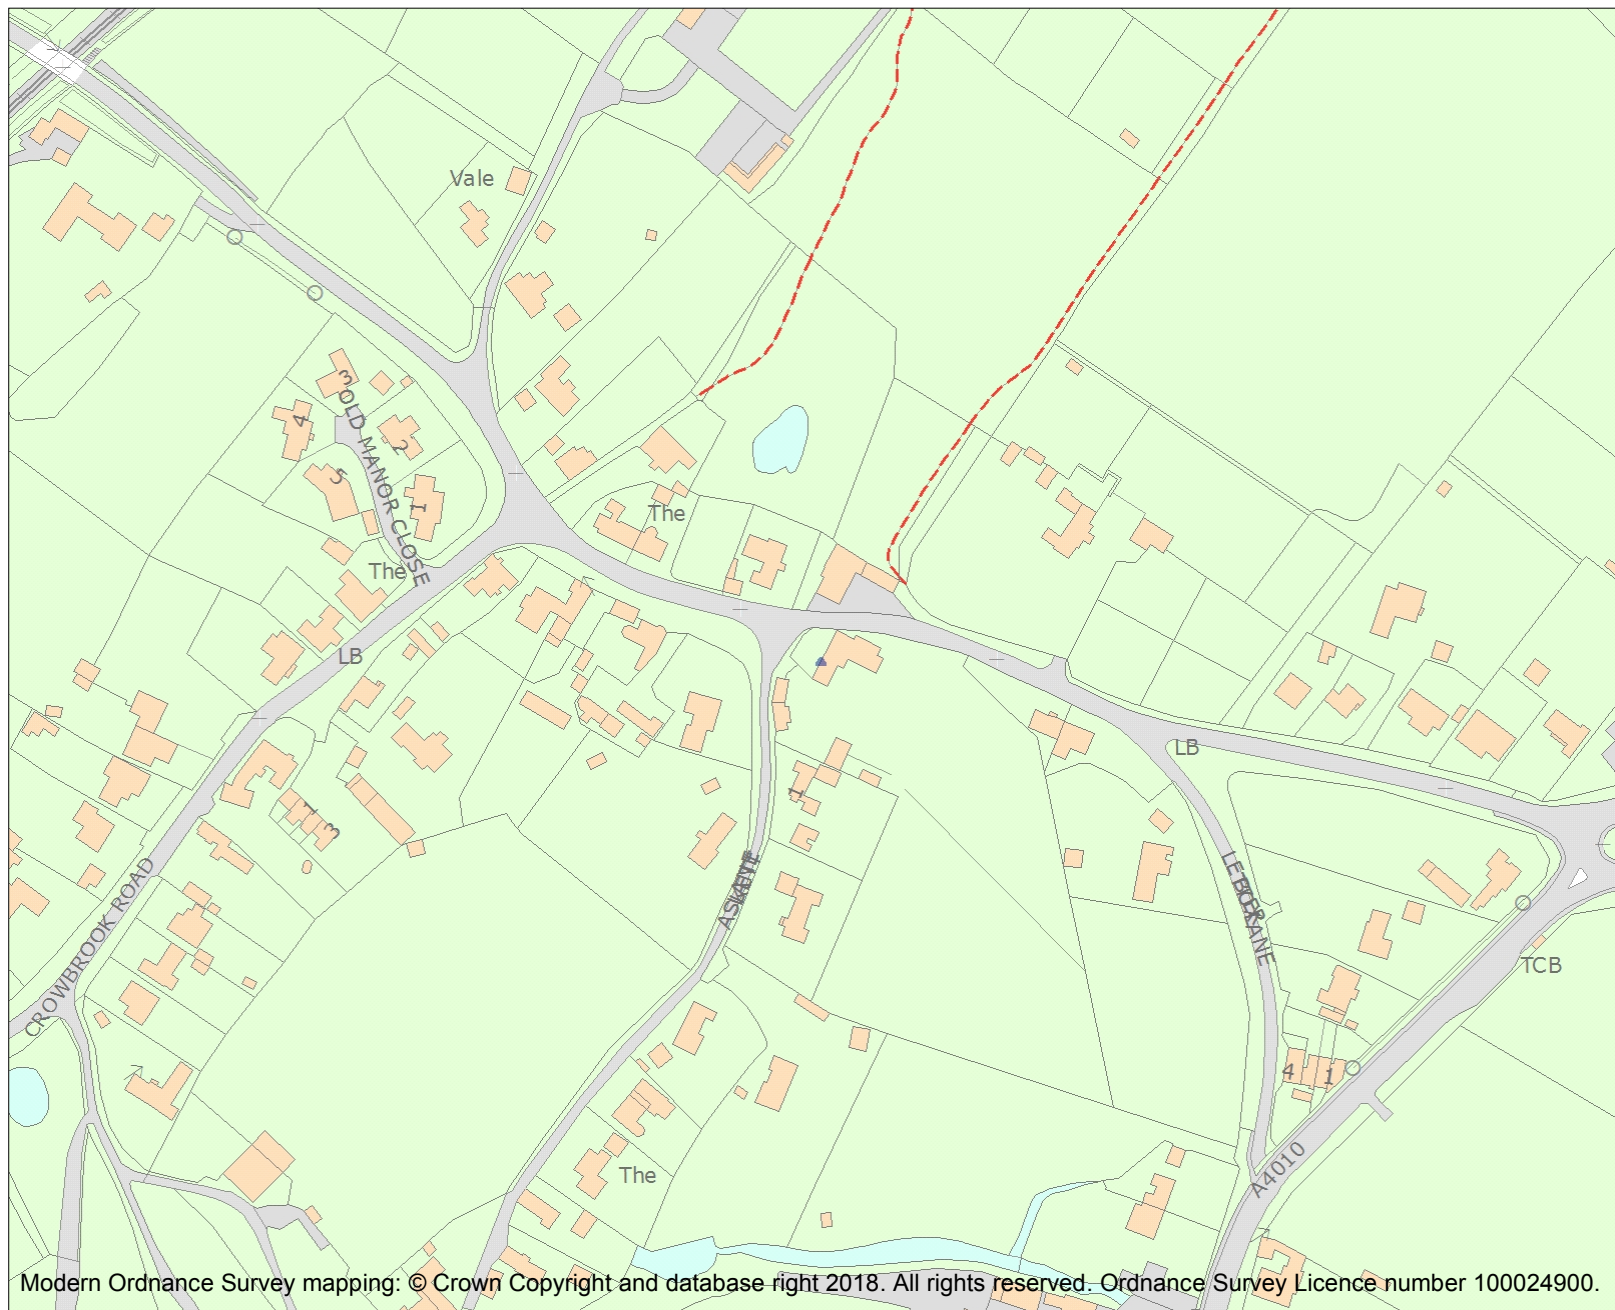 Vale
3
4
OLD MANOR CLOSE
2
5
1
The
The
LB
LB
1
1
3
CROWBROOK ROAD
TCB
4
1
A4010
The
Modern Ordnance Survey mapping: © Crown Copyright and database right 2018. All rights reserved. Ordnance Survey Licence number 100024900.